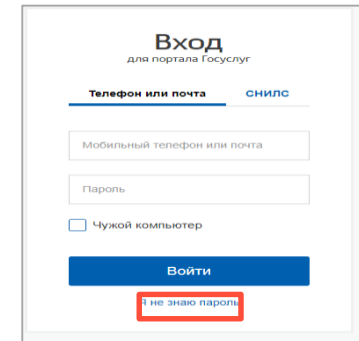 Вход
для портала Госуслуг
Телефон или почта СНИЛС
Мобильный телефон или почта
Пароль
Чужой компьютер
Войти
Я не знаю пароль